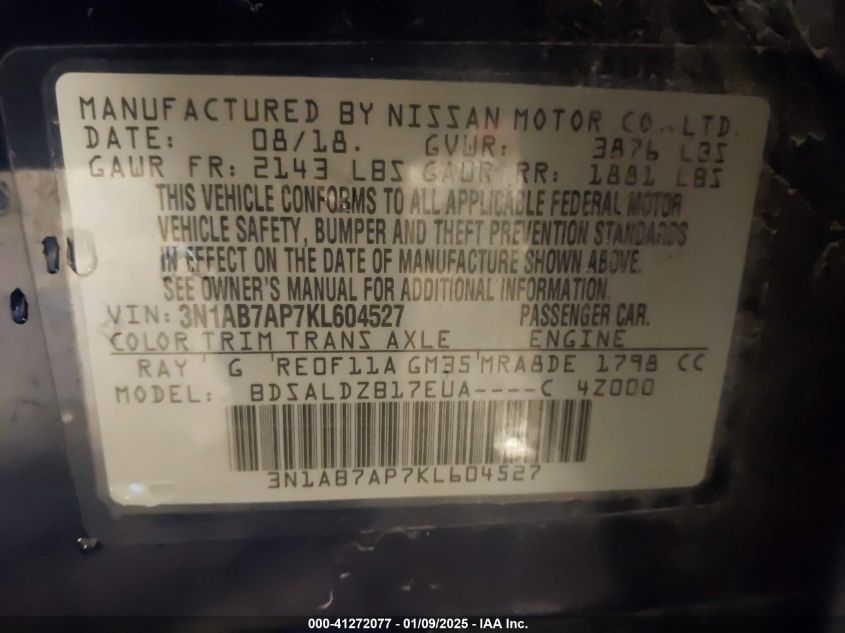 MANUFACTURED BY NISSAN MOTOR CO.,LTD.
DATE: 08/18. GVWR: 3876 LBS
GAWR FR: 2143 LBS GAWR RR: 1881 LBS
THIS VEHICLE CONFORMS TO ALL APPLICABLE FEDERAL MOTOR
VEHICLE SAFETY, BUMPER AND THEFT PREVENTION STANDARDS
IN EFFECT ON THE DATE OF MANUFACTURE SHOWN ABOVE.
SEE OWNER'S MANUAL FOR ADDITIONAL INFORMATION.
VIN: 3N1AB7AP7KL604527 PASSENGER CAR.
COLOR TRIM TRANS AXLE ENGINE
RAY G RE0F11A GM35 MRA8DE 1798 CC
MODEL: BDSALDZB17EUA----C 4Z000
3N1AB7AP7KL604527
000-41272077 - 01/09/2025 - IAA Inc.